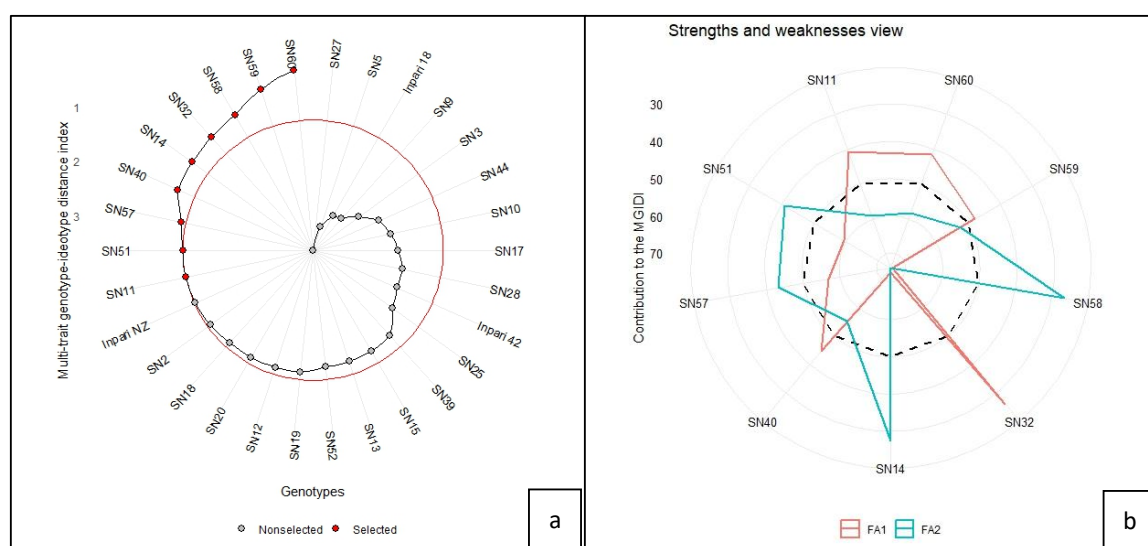 Multi-trait genotype-ideotype distance index
1
2
3
SN60
SN27
SN5
Inpari 18
SN9
SN3
SN44
SN10
SN17
SN28
Inpari 42
SN25
SN39
SN15
SN13
SN52
SN19
SN12
SN20
SN18
SN2
Inpari NZ
SN11
SN51
SN57
SN40
SN14
SN32
SN58
SN59
Genotypes
Nonselected Selected
a
Strengths and weaknesses view
Contribution to the MGIDI
30
40
50
60
70
SN11
SN60
SN59
SN58
SN32
SN14
SN40
SN57
SN51
FA1 FA2
b